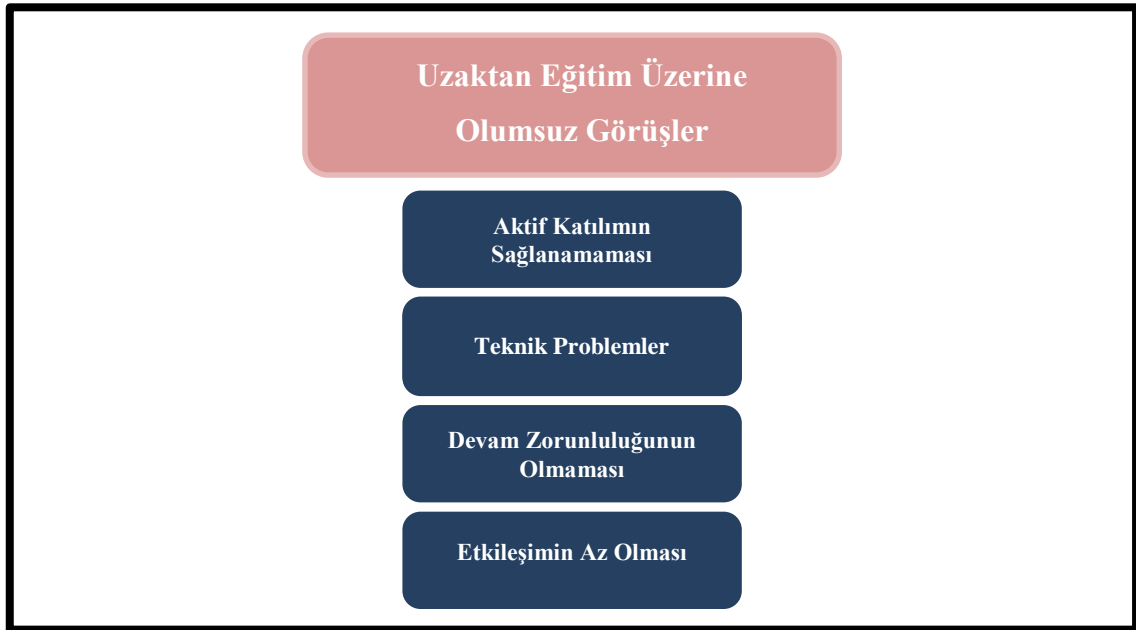 Uzaktan Eğitim Üzerine
Olumsuz Görüşler
Aktif Katılımın
Sağlanamaması
Teknik Problemler
Devam Zorunluluğunun
Olmaması
Etkileşimin Az Olması